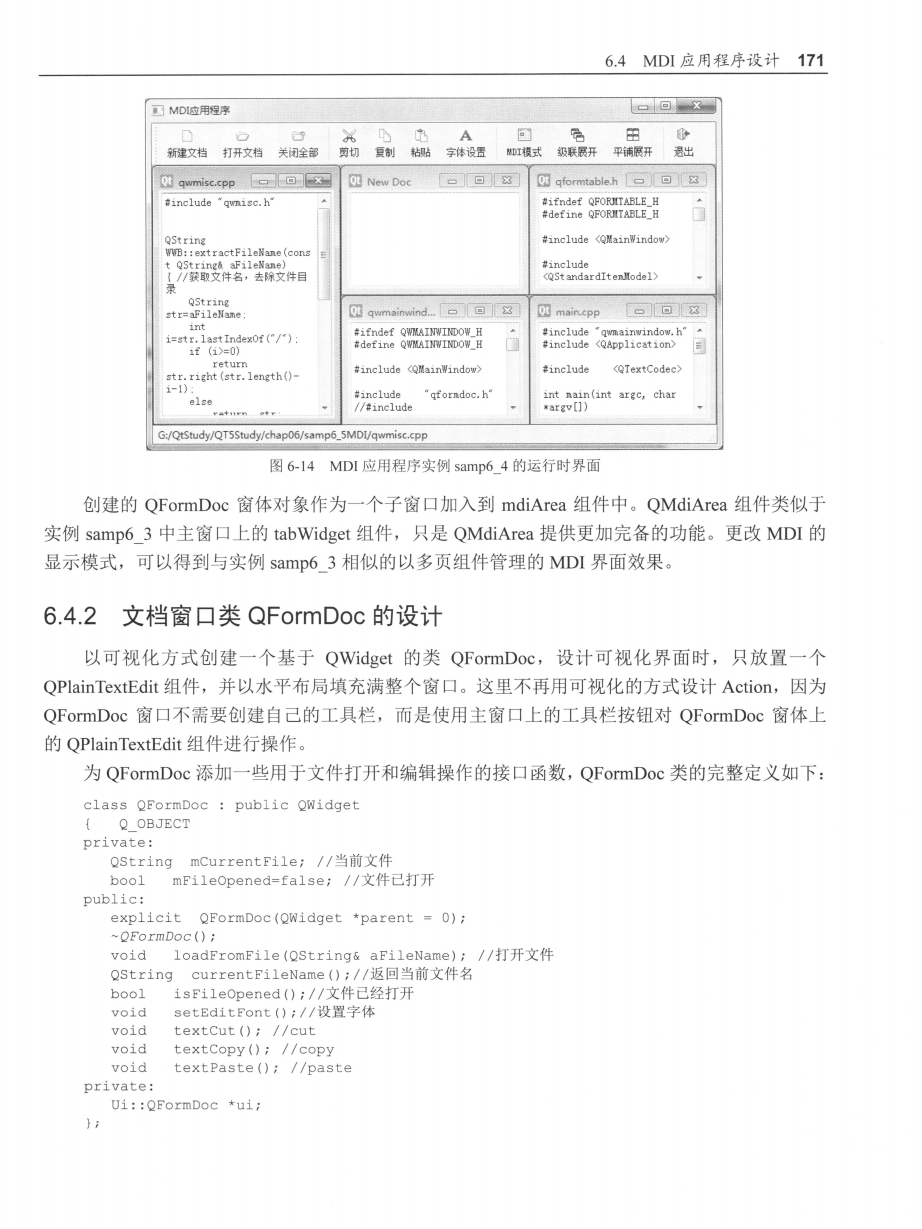 6.4 MDI 应用程序设计 171
MDI应用程序
新建文档 打开文档 关闭全部 剪切 复制 粘贴 字体设置 MDI模式 级联展开 平铺展开 退出
qwmisc.cpp
#include "qwmisc.h"
QString
WWB::extractFileName(cons
t QString& aFileName)
{ //获取文件名，去除文件目
录
QString
str=aFileName;
int
i=str.lastIndexOf("/");
if (i>=0)
return
str.right(str.length()-
i-1);
else
return str;
New Doc
qformtable.h
#ifndef QFORMTABLE_H
#define QFORMTABLE_H
#include <QMainWindow>
#include
<QStandardItemModel>
qwmainwind...
#ifndef QWMAINWINDOW_H
#define QWMAINWINDOW_H
#include <QMainWindow>
#include "qformdoc.h"
//#include
main.cpp
#include "qwmainwindow.h"
#include <QApplication>
#include <QTextCodec>
int main(int argc, char
*argv[])
G:/QtStudy/QT5Study/chap06/samp6_5MDI/qwmisc.cpp
图 6-14 MDI 应用程序实例 samp6_4 的运行时界面
创建的 QFormDoc 窗体对象作为一个子窗口加入到 mdiArea 组件中。QMdiArea 组件类似于
实例 samp6_3 中主窗口上的 tabWidget 组件，只是 QMdiArea 提供更加完备的功能。更改 MDI 的
显示模式，可以得到与实例 samp6_3 相似的以多页组件管理的 MDI 界面效果。
6.4.2 文档窗口类 QFormDoc 的设计
以可视化方式创建一个基于 QWidget 的类 QFormDoc，设计可视化界面时，只放置一个
QPlainTextEdit 组件，并以水平布局填充满整个窗口。这里不再用可视化的方式设计 Action，因为
QFormDoc 窗口不需要创建自己的工具栏，而是使用主窗口上的工具栏按钮对 QFormDoc 窗体上
的 QPlainTextEdit 组件进行操作。
为 QFormDoc 添加一些用于文件打开和编辑操作的接口函数，QFormDoc 类的完整定义如下：
class QFormDoc : public QWidget
{ Q_OBJECT
private:
QString mCurrentFile; //当前文件
bool mFileOpened=false; //文件已打开
public:
explicit QFormDoc(QWidget *parent = 0);
~QFormDoc();
void loadFromFile(QString& aFileName); //打开文件
QString currentFileName();//返回当前文件名
bool isFileOpened();//文件已经打开
void setEditFont();//设置字体
void textCut(); //cut
void textCopy(); //copy
void textPaste(); //paste
private:
Ui::QFormDoc *ui;
};